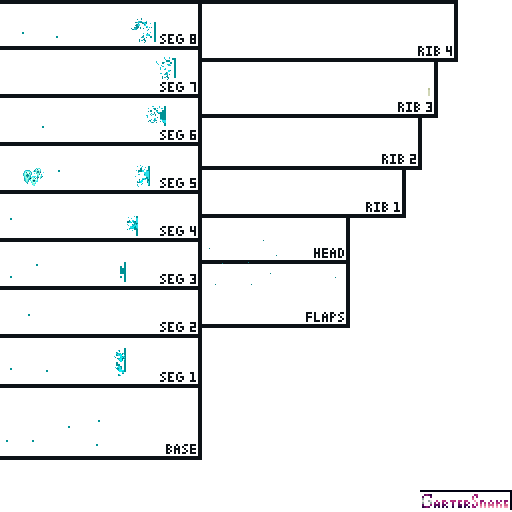 SEG 8
RIB 4
SEG 7
RIB 3
SEG 6
RIB 2
SEG 5
RIB 1
SEG 4
HEAD
SEG 3
FLAPS
SEG 2
SEG 1
BASE
GARTERSNAKE